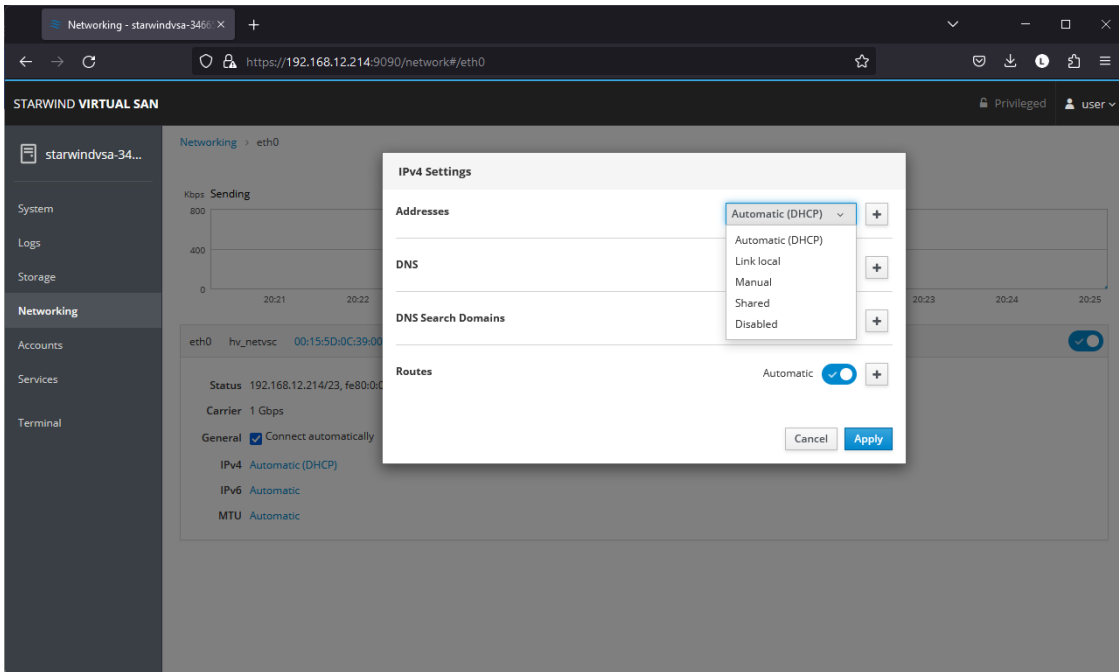 Networking - starwindvsa-3466
https://192.168.12.214:9090/network#/eth0
L
STARWIND VIRTUAL SAN
Privileged
user
starwindvsa-34...
System
Logs
Storage
Networking
Accounts
Services
Terminal
Networking > eth0
Kbps Sending
800
400
0
20:21 20:22 20:23 20:24 20:25
eth0 hv_netvsc 00:15:5D:0C:39:00
Status 192.168.12.214/23, fe80:0:0
Carrier 1 Gbps
General Connect automatically
IPv4 Automatic (DHCP)
IPv6 Automatic
MTU Automatic
IPv4 Settings
Addresses
Automatic (DHCP)
Automatic (DHCP)
Link local
Manual
Shared
Disabled
DNS
DNS Search Domains
Routes
Automatic
Cancel
Apply